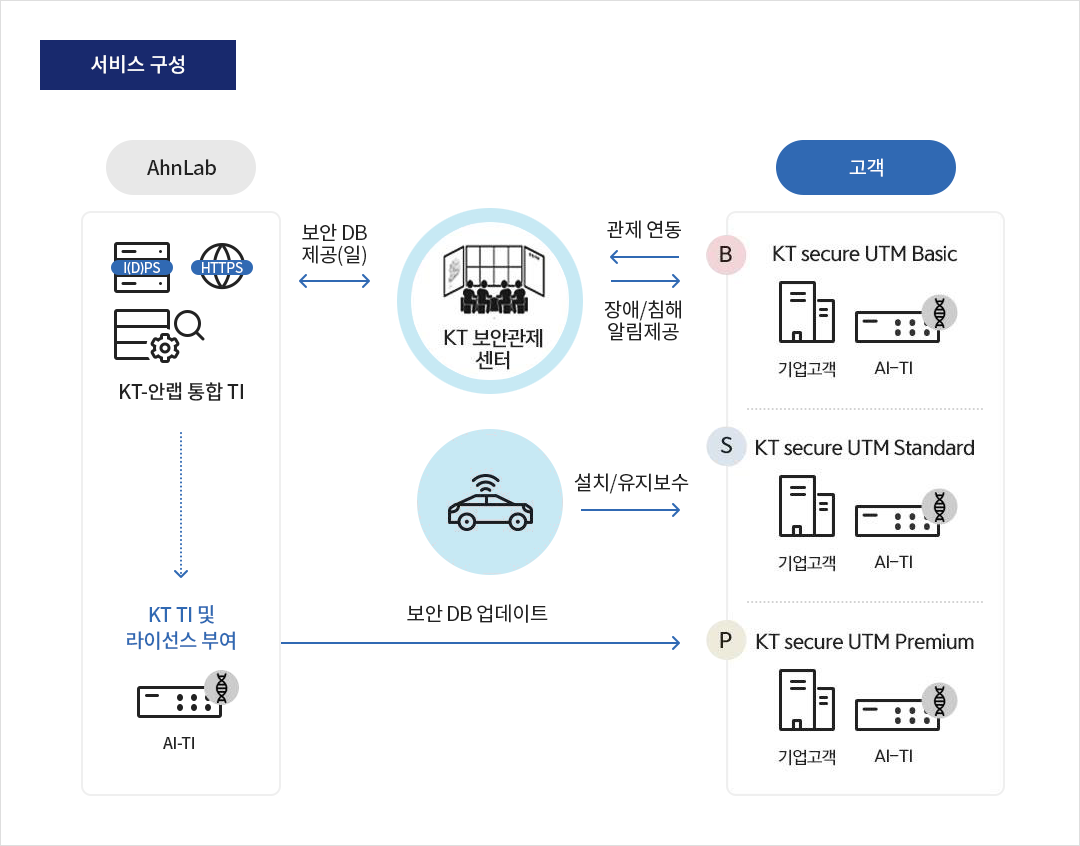 서비스 구성
AhnLab
I(D)PS
HTTPS
KT-안랩 통합 TI
KT TI 및
라이선스 부여
AI-TI
보안 DB
제공(일)
KT 보안관제
센터
관제 연동
장애/침해
알림제공
설치/유지보수
보안 DB 업데이트
고객
B
KT secure UTM Basic
기업고객
AI-TI
S
KT secure UTM Standard
기업고객
AI-TI
P
KT secure UTM Premium
기업고객
AI-TI